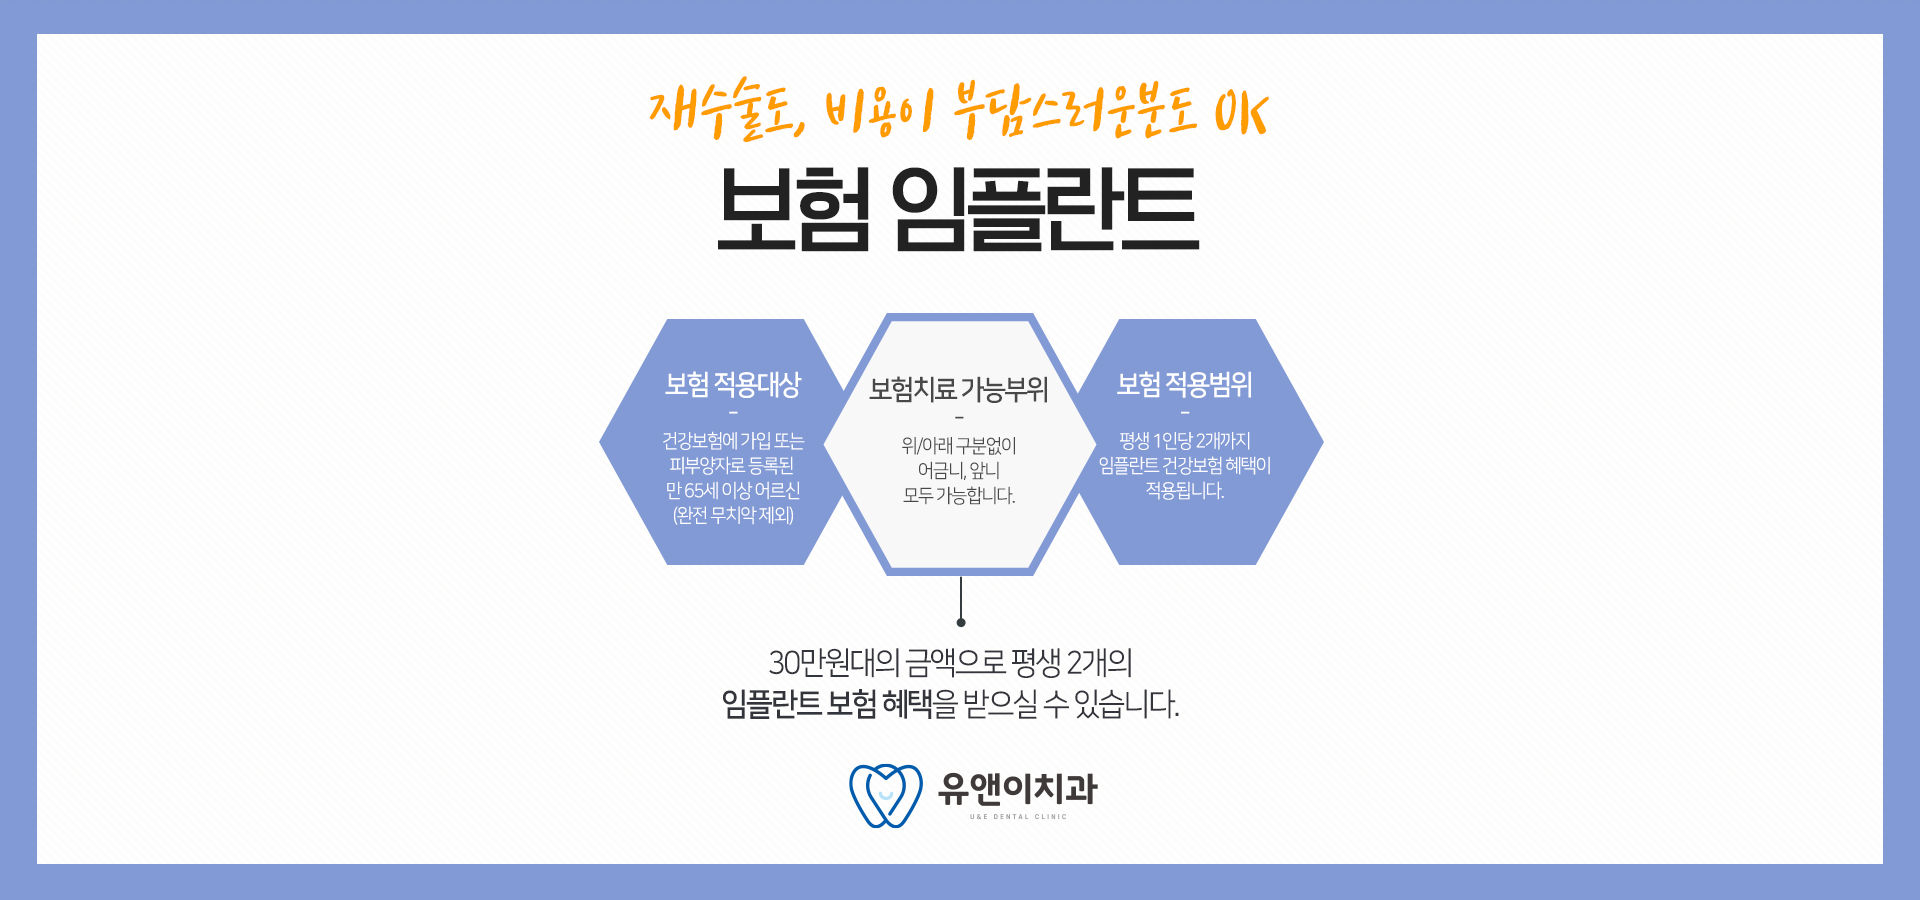 재수술도, 비용이 부담스러운분도 OK
보험 임플란트
보험 적용대상
-
건강보험에 가입 또는
피부양자로 등록된
만 65세 이상 어르신
(완전 무치악 제외)
보험치료 가능부위
-
위/아래 구분없이
어금니, 앞니
모두 가능합니다.
보험 적용범위
-
평생 1인당 2개까지
임플란트 건강보험 혜택이
적용됩니다.
30만원대의 금액으로 평생 2개의
임플란트 보험 혜택을 받으실 수 있습니다.
유앤이치과
U&E DENTAL CLINIC